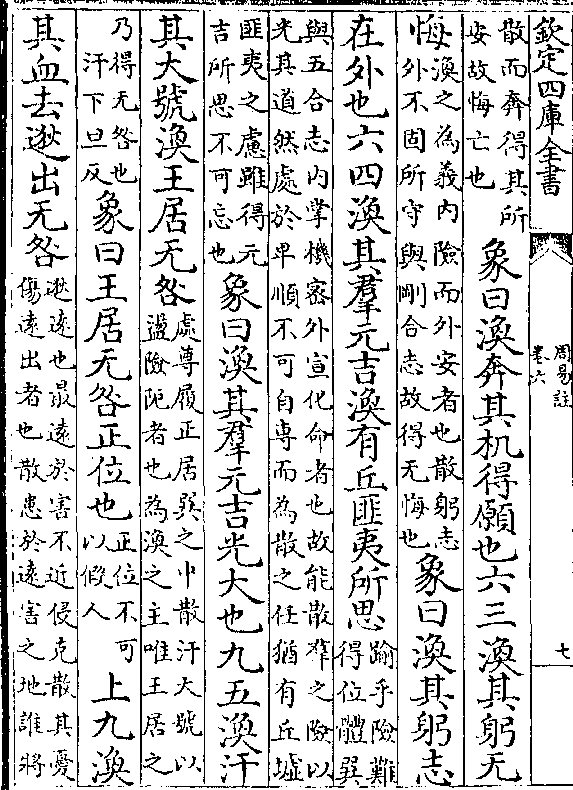 欽定四庫全書
周易註
卷六
七
散而奔得其所安故悔亡也象曰渙奔其机得願也六三渙其躬无
悔渙之為義內險而外安者也散躬志外不固所守與剛合志故得无悔也象曰渙其躬志
在外也六四渙其羣元吉渙有丘匪夷所思踰乎險難得位體巽
與五合志內掌機密外宣化命者也故能散羣之險以光其道然處於卑順不可自專而為散之任猶有丘墟
匪夷之慮雖得元吉所思不可忘也象曰渙其羣元吉光大也九五渙汗
其大號渙王居无咎處尊履正居巽之中散汗大號以盪險阨者也為渙之主唯王居之
乃得无咎也汗下旦反象曰王居无咎正位也正位不可以假人上九渙
其血去逖出无咎逖遠也最遠於害不近侵克散其憂傷遠出者也散患於遠害之地誰將